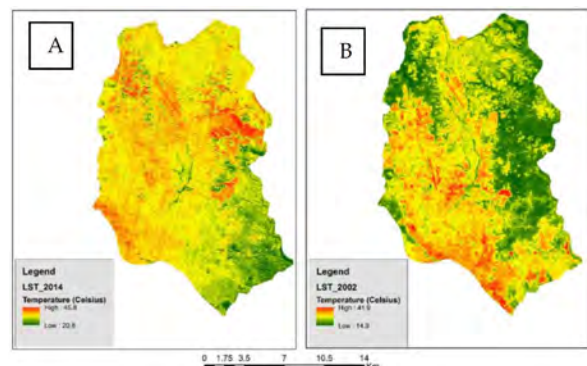 A
Legend
LST_2014
Temperature (Celsius)
High : 45.8
Low : 20.8
B
Legend
LST_2002
Temperature (Celsius)
High : 41.9
Low : 14.9
0 1.75 3.5 7 10.5 14
Km